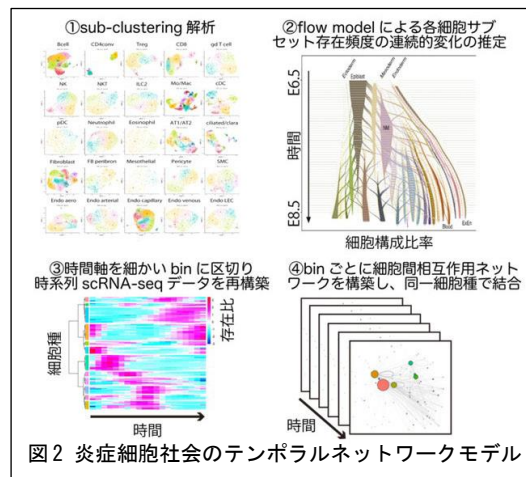 ①sub-clustering 解析
Bcell CD4conv Treg CD8 gd T cell
NK NKT ILC2 Mo/Mac cDC
pDC Neutrophil Eosinophil AT1/AT2 ciliated/clara
Fibroblast Mesothelial Pericyte SMC
Endo aero Endo arterial Endo capillary Endo venous Endo LEC
②flow model による各細胞サブ
セット存在頻度の連続的変化の推定
Ectoderm Mesoderm Endoderm
Epiblast
E6.5
時間
E8.5
Blood ExEn
細胞構成比率
③時間軸を細かい bin に区切り
時系列 scRNA-seq データを再構築
細胞種
存在比
時間
④bin ごとに細胞間相互作用ネット
ワークを構築し、同一細胞種で結合
時間
図2 炎症細胞社会のテンポラルネットワークモデル